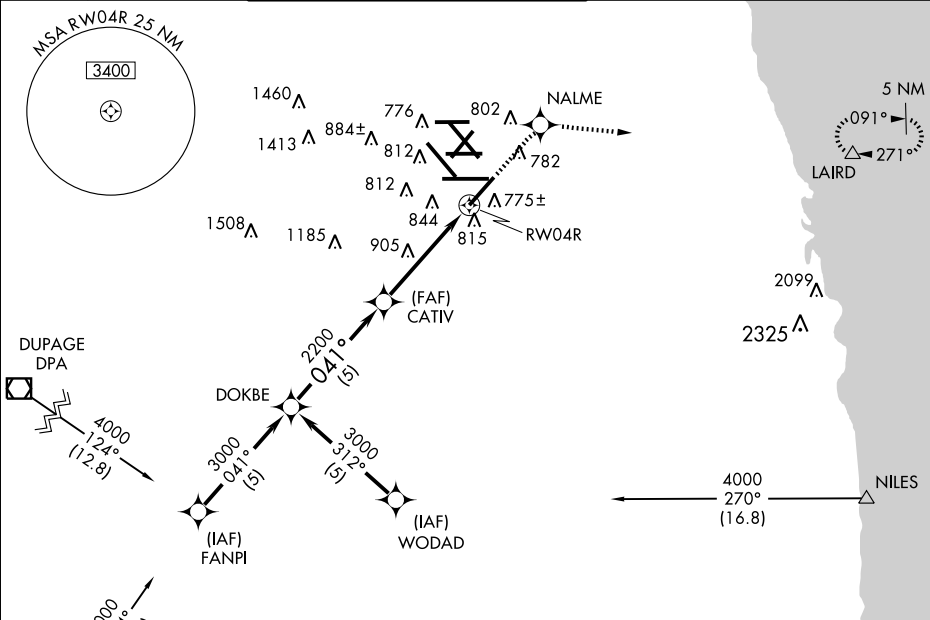 MSA RW04R 25 NM
3400
1460
1413
884±
776
812
802
NALME
782
812
844
775±
815
RW04R
5 NM
091°
271°
LAIRD
1508
1185
905
2099
2325
(FAF)
CATIV
2200
041°
(5)
DUPAGE
DPA
4000
124°
(12.8)
DOKBE
3000
041°
(5)
3000
312°
(5)
(IAF)
FANPI
(IAF)
WODAD
4000
270°
(16.8)
NILES